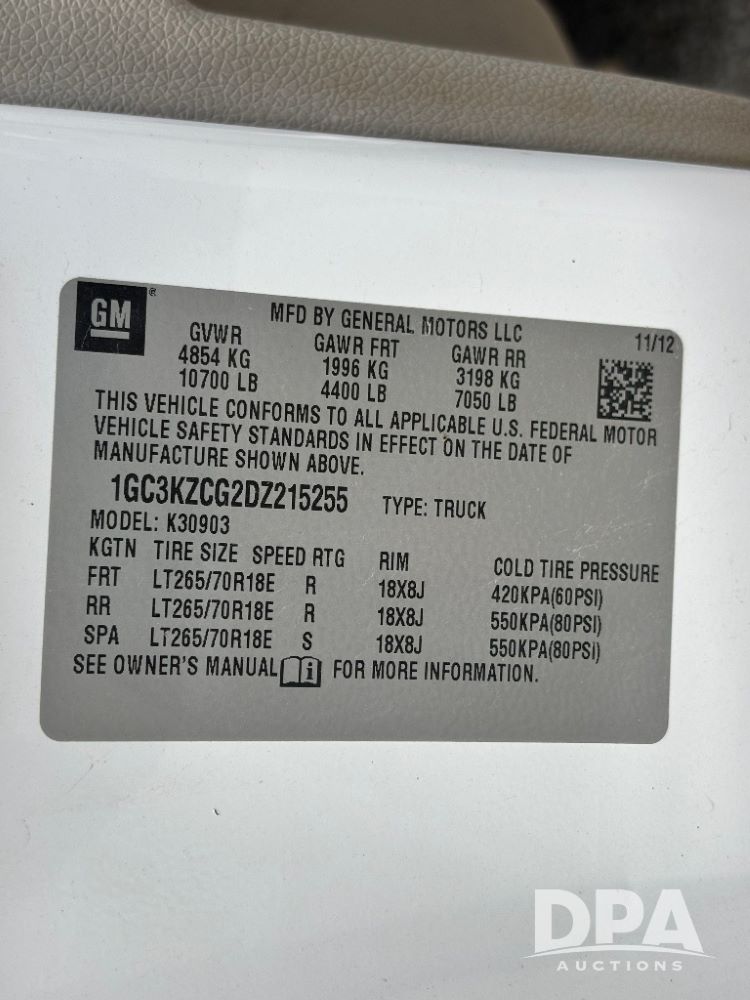 GM®
MFD BY GENERAL MOTORS LLC 11/12
GVWR GAWR FRT GAWR RR
4854 KG 1996 KG 3198 KG
10700 LB 4400 LB 7050 LB
THIS VEHICLE CONFORMS TO ALL APPLICABLE U.S. FEDERAL MOTOR
VEHICLE SAFETY STANDARDS IN EFFECT ON THE DATE OF
MANUFACTURE SHOWN ABOVE.
1GC3KZCG2DZ215255 TYPE: TRUCK
MODEL: K30903
KGTN TIRE SIZE SPEED RTG RIM COLD TIRE PRESSURE
FRT LT265/70R18E R 18X8J 420KPA(60PSI)
RR LT265/70R18E R 18X8J 550KPA(80PSI)
SPA LT265/70R18E S 18X8J 550KPA(80PSI)
SEE OWNER'S MANUAL i FOR MORE INFORMATION.
DPA
AUCTIONS